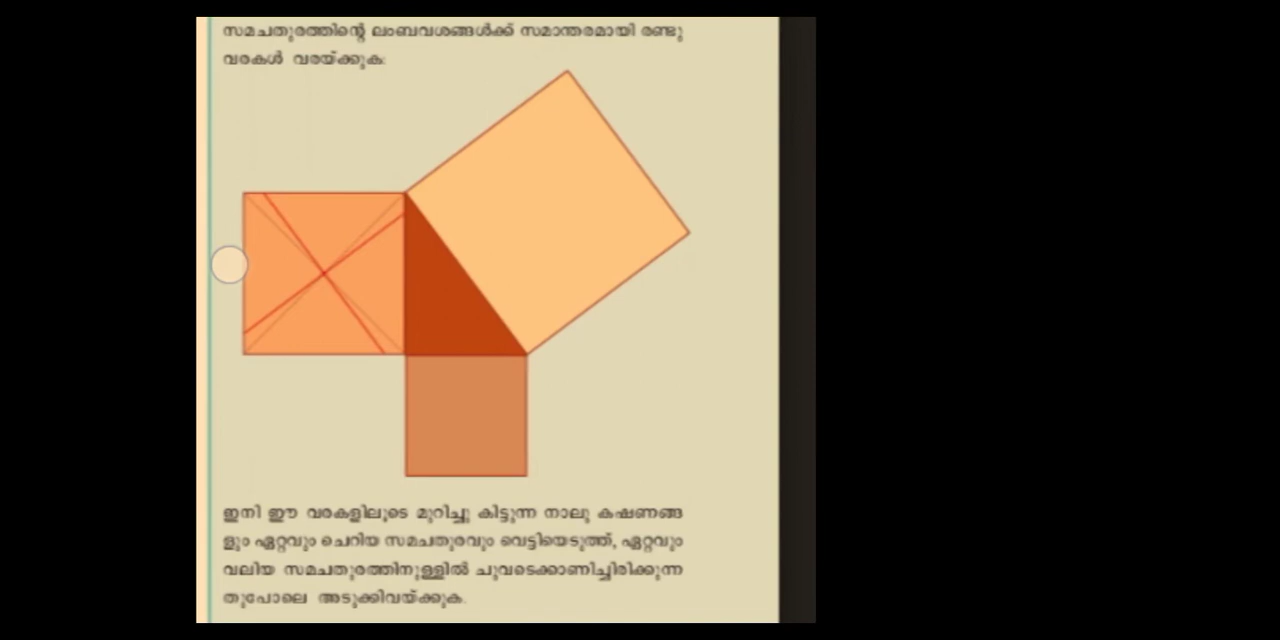 സമചതുരത്തിന്റെ ലംബവശങ്ങൾക്ക് സമാന്തരമായി രണ്ടു
വരകൾ വരയ്ക്കുക:
ഇനി ഈ വരകളിലൂടെ മുറിച്ചു കിട്ടുന്ന നാലു കഷണങ്ങ
ളും ഏറ്റവും ചെറിയ സമചതുരവും വെട്ടിയെടുത്ത്, ഏറ്റവും
വലിയ സമചതുരത്തിനുള്ളിൽ ചുവടെക്കാണിച്ചിരിക്കുന്ന
തുപോലെ അടുക്കിവയ്ക്കുക.